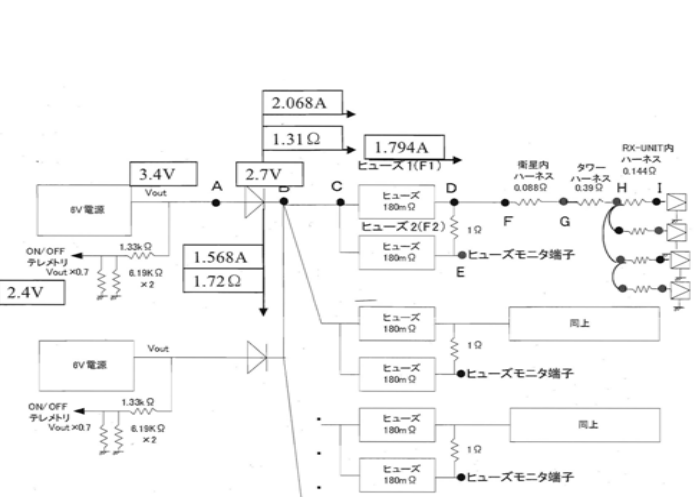 2.068A
1.31Ω
1.794A
ヒューズ1(F1)
3.4V
Vout
2.7V
A
B
C
D
F
G
H
I
6V電源
ヒューズ
180mΩ
衛星内
ハーネス
0.088Ω
タワー
ハーネス
0.39Ω
RX-UNIT内
ハーネス
0.144Ω
ヒューズ2(F2)
1Ω
ヒューズ
180mΩ
E
ヒューズモニタ端子
ON/OFF
テレメトリ
Vout×0.7
1.33kΩ
6.19KΩ
×2
1.568A
1.72Ω
2.4V
ヒューズ
180mΩ
同上
1Ω
ヒューズ
180mΩ
ヒューズモニタ端子
6V電源
Vout
ON/OFF
テレメトリ
Vout×0.7
1.33kΩ
6.19KΩ
×2
ヒューズ
180mΩ
同上
1Ω
ヒューズ
180mΩ
ヒューズモニタ端子